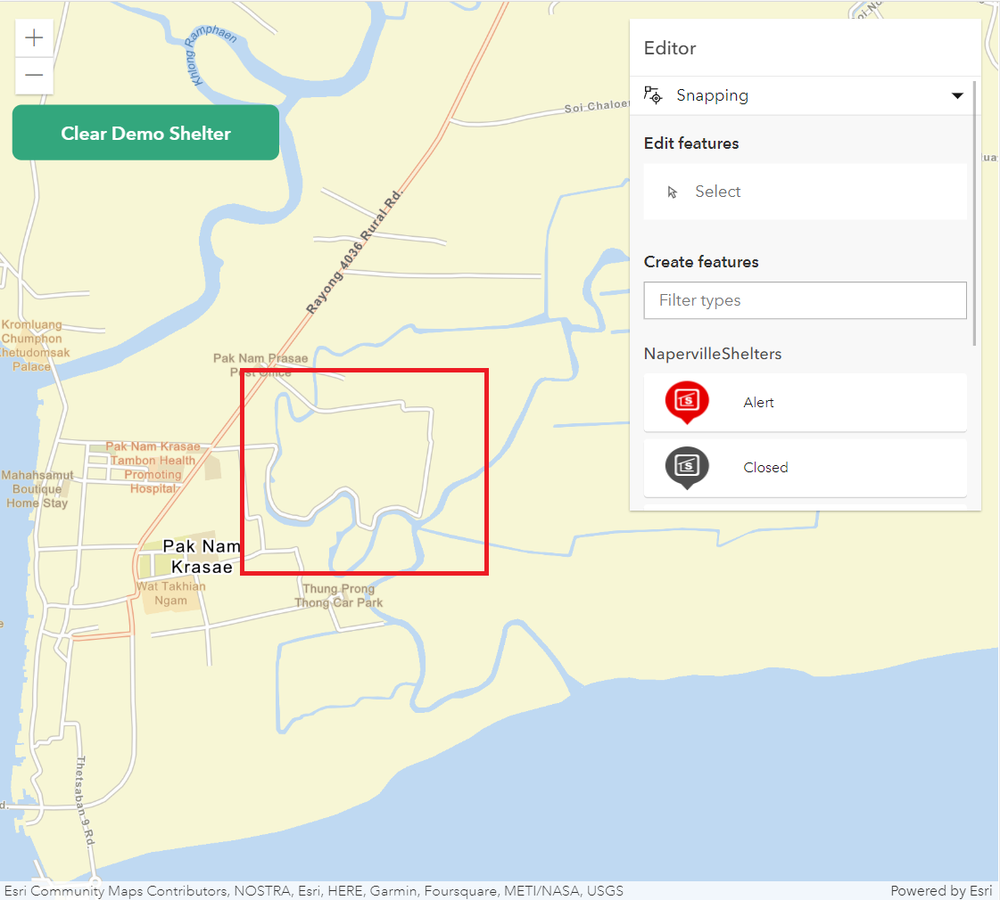 Khlong Ramphaen
Clear Demo Shelter
Soi Chaloe
Rayong 4036 Rural Rd.
Kromluang
Chumphon
Khetudomsak
Palace
Pak Nam Prasae
Post Office
Pak Nam Krasae
Tambon Health
Promoting
Hospital
Mahahsamut
Boutique
Home Stay
Pak Nam
Krasae
Wat Takhian
Ngam
Thung Prong
Thong Car Park
Thetsaban 9 Rd.
d.
Editor
Snapping
Edit features
Select
Create features
Filter types
NapervilleShelters
Alert
Closed
Esri Community Maps Contributors, NOSTRA, Esri, HERE, Garmin, Foursquare, METI/NASA, USGS
Powered by Esri